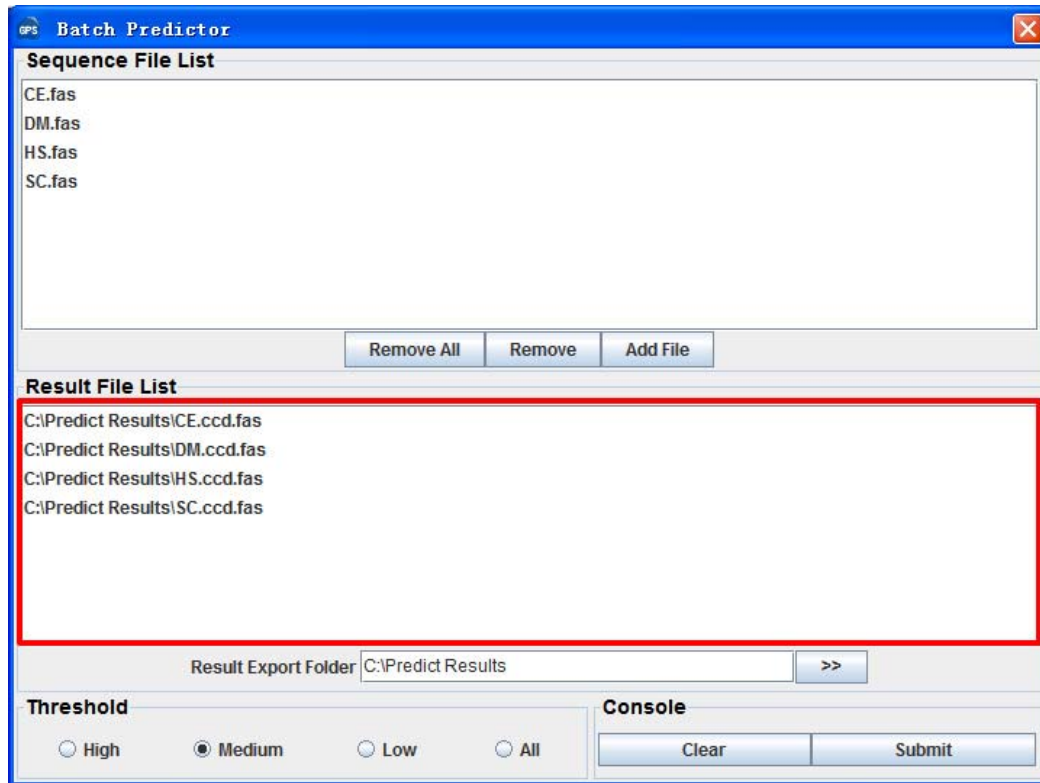 GPS Batch Predictor
Sequence File List
CE.fas
DM.fas
HS.fas
SC.fas
Remove All Remove Add File
Result File List
C:\Predict Results\CE.ccd.fas
C:\Predict Results\DM.ccd.fas
C:\Predict Results\HS.ccd.fas
C:\Predict Results\SC.ccd.fas
Result Export Folder C:\Predict Results >>
Threshold Console
High Medium Low All Clear Submit